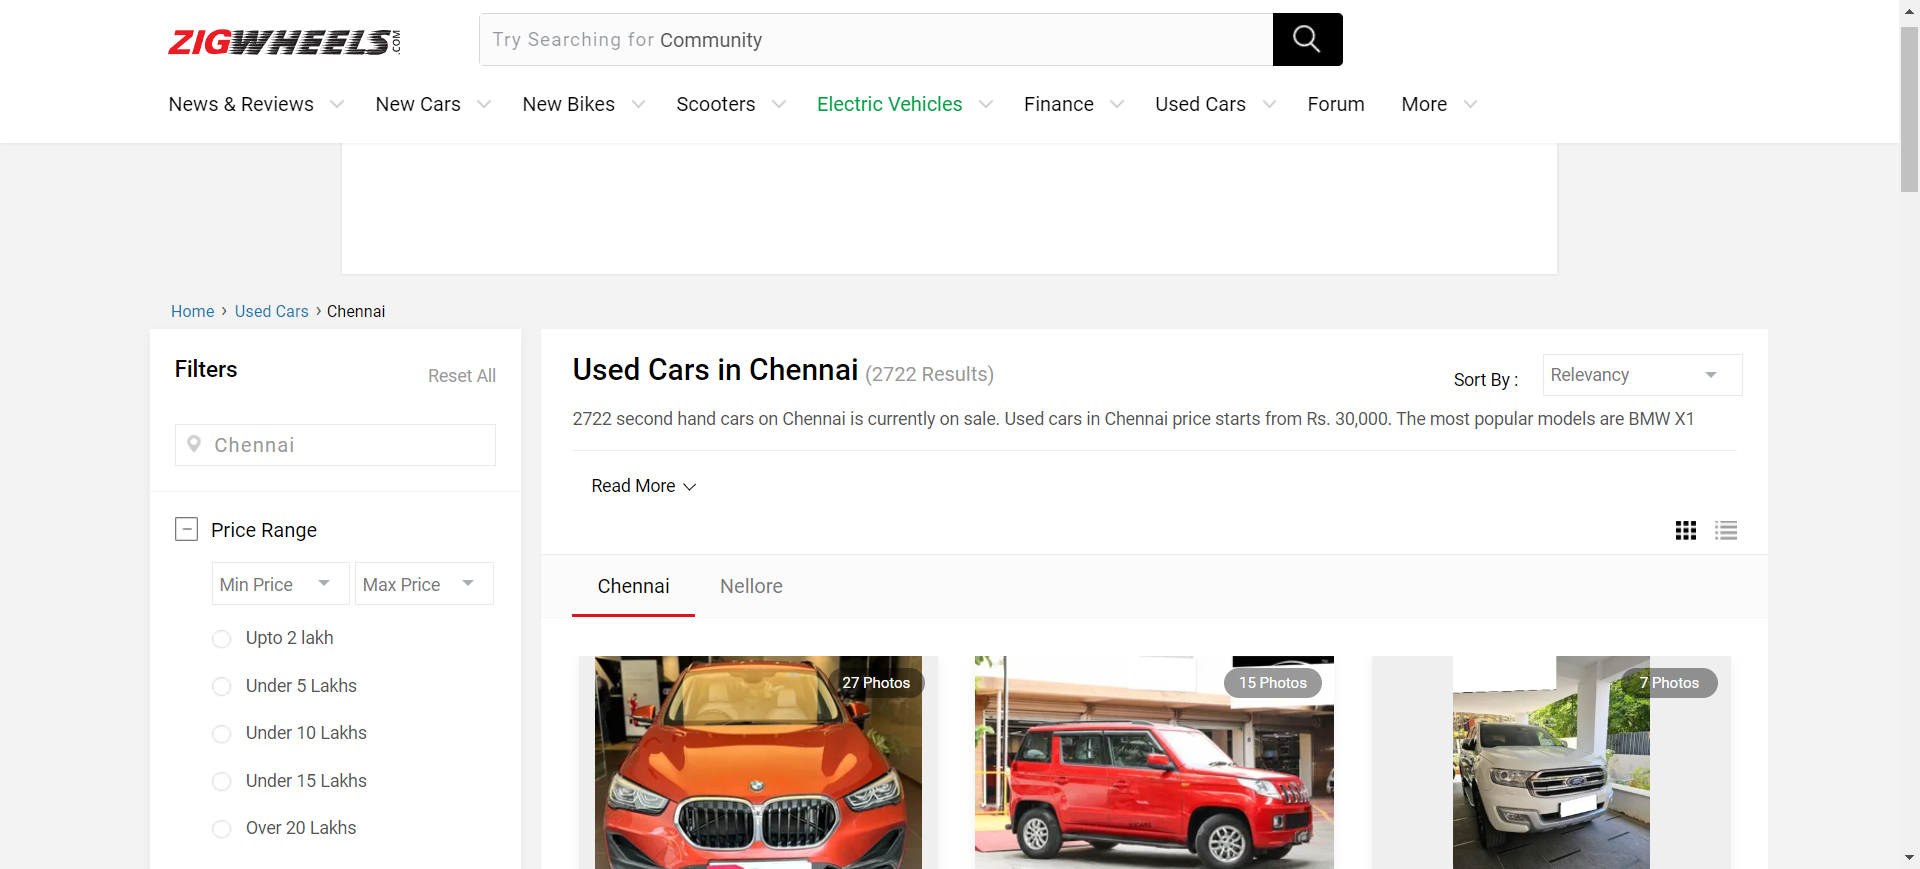 ZIGWHEELS.COM
Try Searching for Community
News & Reviews New Cars New Bikes Scooters Electric Vehicles Finance Used Cars Forum More
Home › Used Cars › Chennai
Filters
Reset All
Chennai
Price Range
Min Price Max Price
Upto 2 lakh
Under 5 Lakhs
Under 10 Lakhs
Under 15 Lakhs
Over 20 Lakhs
Used Cars in Chennai (2722 Results)
Sort By : Relevancy
2722 second hand cars on Chennai is currently on sale. Used cars in Chennai price starts from Rs. 30,000. The most popular models are BMW X1
Read More
Chennai Nellore
27 Photos
15 Photos
7 Photos